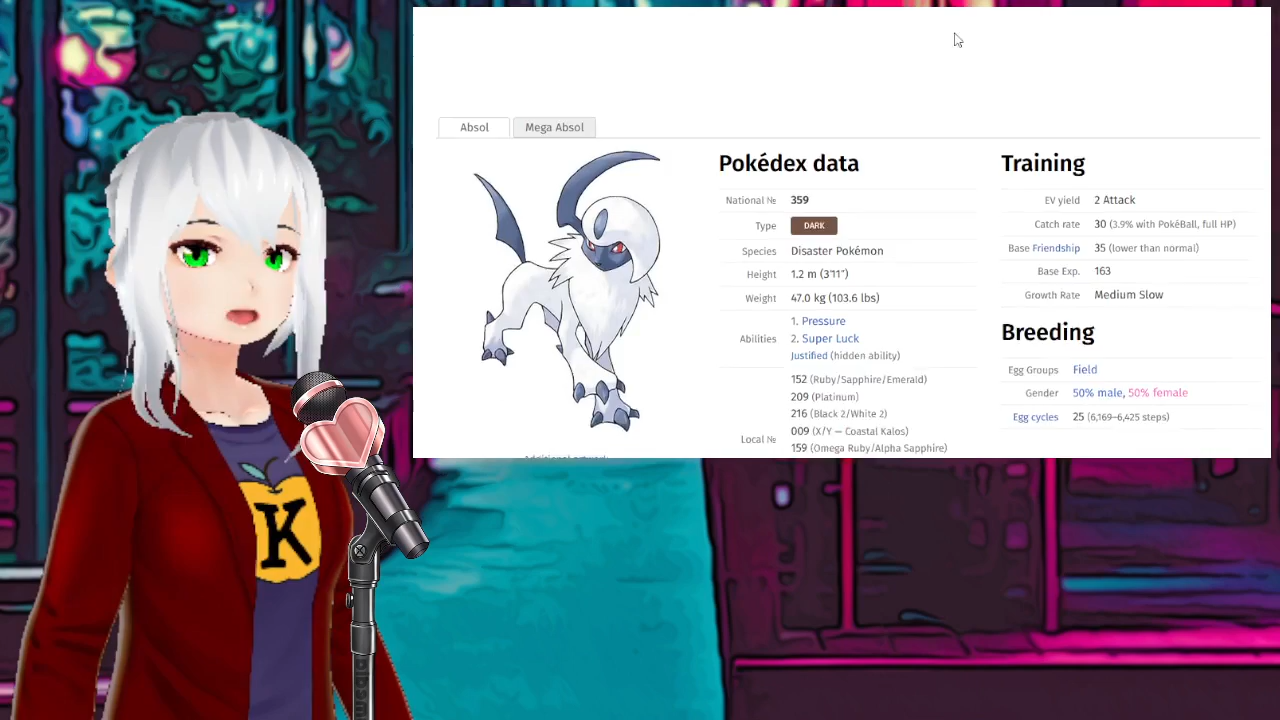 Absol
Mega Absol
Pokédex data
National № 359
Type DARK
Species Disaster Pokémon
Height 1.2 m (3′11″)
Weight 47.0 kg (103.6 lbs)
Abilities
1. Pressure
2. Super Luck
Justified (hidden ability)
Local №
152 (Ruby/Sapphire/Emerald)
209 (Platinum)
216 (Black 2/White 2)
009 (X/Y — Coastal Kalos)
159 (Omega Ruby/Alpha Sapphire)
Training
EV yield 2 Attack
Catch rate 30 (3.9% with PokéBall, full HP)
Base Friendship 35 (lower than normal)
Base Exp. 163
Growth Rate Medium Slow
Breeding
Egg Groups Field
Gender 50% male, 50% female
Egg cycles 25 (6,169–6,425 steps)
K